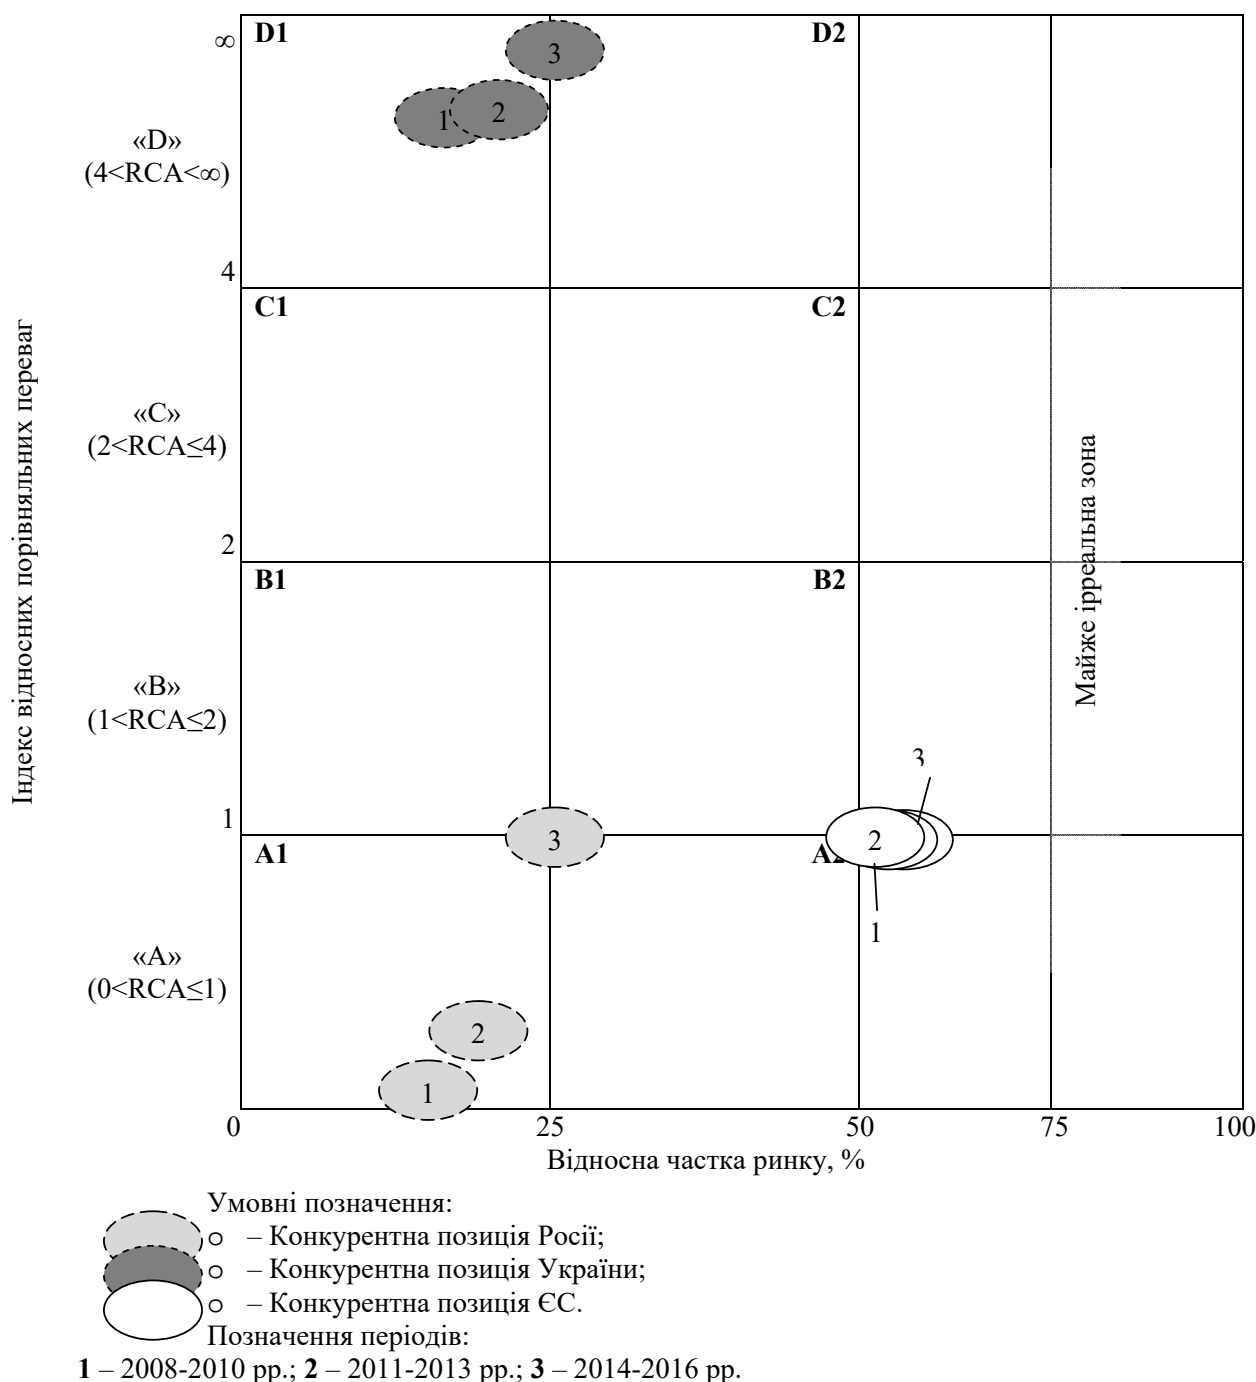 ∞
D1
D2
3
1
2
«D»
(4<RCA<∞)
4
C1
C2
Індекс відносних порівняльних переваг
«C»
(2<RCA≤4)
Майже ірреальна зона
2
B1
B2
«B»
(1<RCA≤2)
3
1
3
2
A1
A2
1
«A»
(0<RCA≤1)
2
1
0
25
50
75
100
Відносна частка ринку, %
Умовні позначення:
○ – Конкурентна позиція Росії;
○ – Конкурентна позиція України;
○ – Конкурентна позиція ЄС.
Позначення періодів:
1 – 2008-2010 рр.; 2 – 2011-2013 рр.; 3 – 2014-2016 рр.